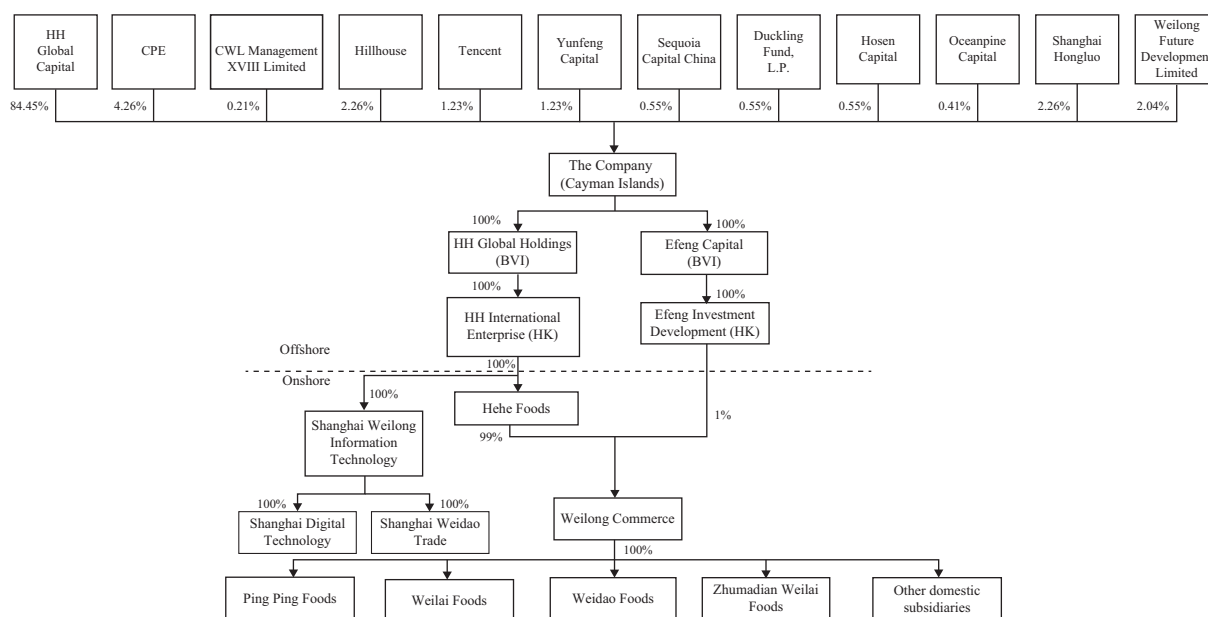 HH
Global
Capital
CPE
CWL Management
XVIII Limited
Hillhouse
Tencent
Yunfeng
Capital
Sequoia
Capital China
Duckling
Fund,
L.P.
Hosen
Capital
Oceanpine
Capital
Shanghai
Hongluo
Weilong
Future
Development
Limited
84.45%
4.26%
0.21%
2.26%
1.23%
1.23%
0.55%
0.55%
0.55%
0.41%
2.26%
2.04%
The Company
(Cayman Islands)
100%
100%
HH Global Holdings
(BVI)
Efeng Capital
(BVI)
100%
100%
HH International
Enterprise (HK)
Efeng Investment
Development (HK)
Offshore
100%
Onshore
100%
Hehe Foods
1%
Shanghai Weilong
Information
Technology
99%
100%
100%
Shanghai Digital
Technology
Shanghai Weidao
Trade
Weilong Commerce
100%
Ping Ping Foods
Weilai Foods
Weidao Foods
Zhumadian Weilai
Foods
Other domestic
subsidiaries